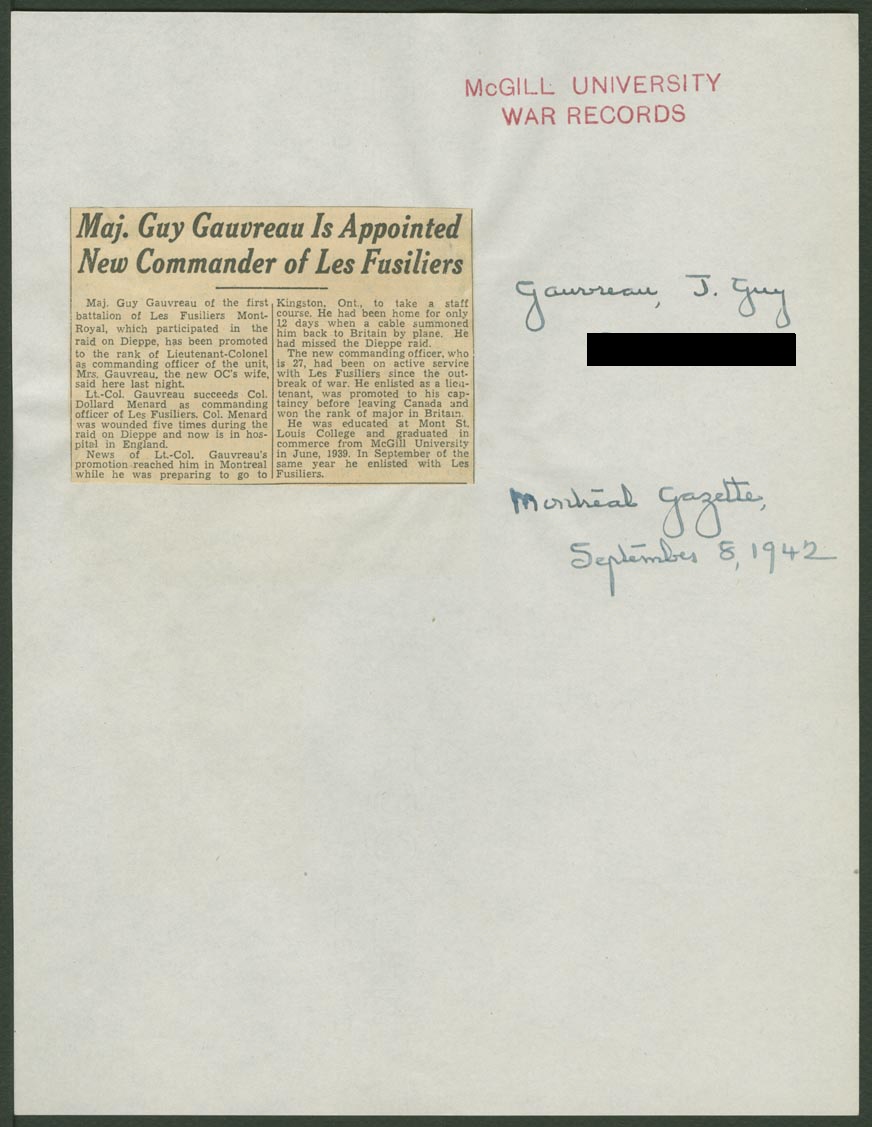 McGILL UNIVERSITY
WAR RECORDS
Maj. Guy Gauvreau Is Appointed
New Commander of Les Fusiliers
Maj. Guy Gauvreau of the first
battalion of Les Fusiliers Mont-
Royal, which participated in the
raid on Dieppe, has been promoted
to the rank of Lieutenant-Colonel
as commanding officer of the unit,
Mrs. Gauvreau, the new OC's wife,
said here last night.
Lt.-Col. Gauvreau succeeds Col.
Dollard Menard as commanding
officer of Les Fusiliers. Col. Menard
was wounded five times during the
raid on Dieppe and now is in hos-
pital in England.
News of Lt.-Col. Gauvreau's
promotion reached him in Montreal
while he was preparing to go to
Kingston, Ont., to take a staff
course. He had been home for only
12 days when a cable summoned
him back to Britain by plane. He
had missed the Dieppe raid.
The new commanding officer, who
is 27, had been on active service
with Les Fusiliers since the out-
break of war. He enlisted as a lieu-
tenant, was promoted to his cap-
taincy before leaving Canada and
won the rank of major in Britain.
He was educated at Mont St.
Louis College and graduated in
commerce from McGill University
in June, 1939. In September of the
same year he enlisted with Les
Fusiliers.
Gauvreau, J. Guy
Montreal Gazette,
September 8, 1942